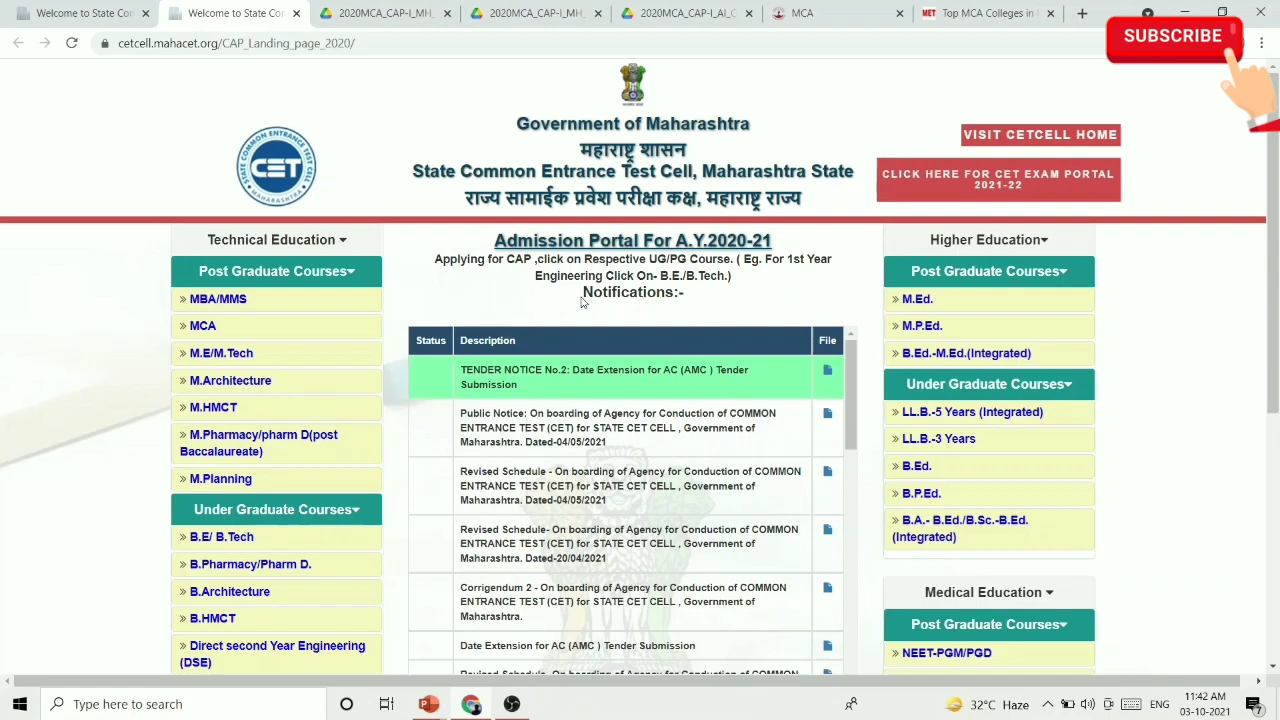 Welcome to State Com
Welcome to State Com
2020MCA_CAP-I_MH_
2020MCA_CAP-I_MH_
2020MCA_CAP-I_AI_C
MCA
MET Top MCA Colleges in
cetcell.mahacet.org/CAP_Landing_page_2020/
SUBSCRIBE
Government of Maharashtra
महाराष्ट्र शासन
State Common Entrance Test Cell, Maharashtra State
राज्य सामाईक प्रवेश परीक्षा कक्ष, महाराष्ट्र राज्य
CET
VISIT CETCELL HOME
CLICK HERE FOR CET EXAM PORTAL
2021-22
Technical Education
Post Graduate Courses
» MBA/MMS
» MCA
» M.E/M.Tech
» M.Architecture
» M.HMCT
» M.Pharmacy/pharm D(post
Baccalaureate)
» M.Planning
Under Graduate Courses
» B.E/ B.Tech
» B.Pharmacy/Pharm D.
» B.Architecture
» B.HMCT
» Direct second Year Engineering
(DSE)
Admission Portal For A.Y.2020-21
Applying for CAP ,click on Respective UG/PG Course. ( Eg. For 1st Year
Engineering Click On- B.E./B.Tech.)
Notifications:-
Status Description File
TENDER NOTICE No.2: Date Extension for AC (AMC ) Tender
Submission
Public Notice: On boarding of Agency for Conduction of COMMON
ENTRANCE TEST (CET) for STATE CET CELL , Government of
Maharashtra. Dated-04/05/2021
Revised Schedule - On boarding of Agency for Conduction of COMMON
ENTRANCE TEST (CET) for STATE CET CELL , Government of
Maharashtra. Dated-04/05/2021
Revised Schedule- On boarding of Agency for Conduction of COMMON
ENTRANCE TEST (CET) for STATE CET CELL , Government of
Maharashtra. Dated-20/04/2021
Corrigendum 2 - On boarding of Agency for Conduction of COMMON
ENTRANCE TEST (CET) for STATE CET CELL , Government of
Maharashtra.
Date Extension for AC (AMC ) Tender Submission
Higher Education
Post Graduate Courses
» M.Ed.
» M.P.Ed.
» B.Ed.-M.Ed.(Integrated)
Under Graduate Courses
» LL.B.-5 Years (Integrated)
» LL.B.-3 Years
» B.Ed.
» B.P.Ed.
» B.A.- B.Ed./B.Sc.-B.Ed.
(Integrated)
Medical Education
Post Graduate Courses
» NEET-PGM/PGD
Type here to search
32°C Haze
ENG
11:42 AM
03-10-2021
7